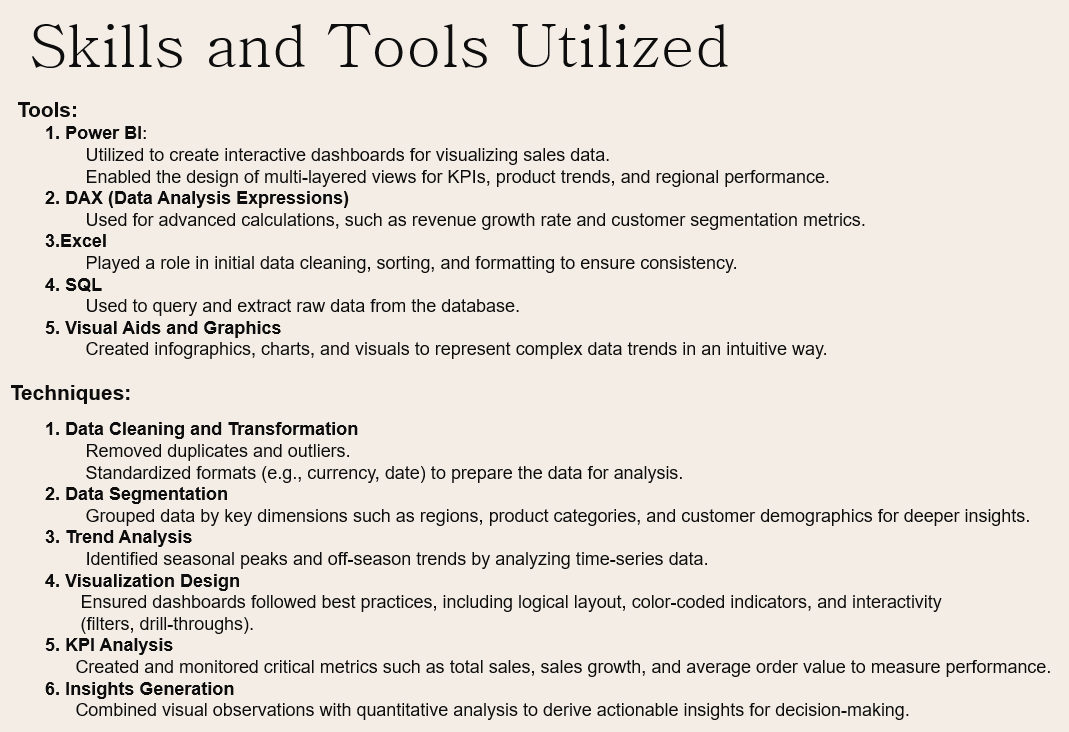 Skills and Tools Utilized
Tools:
1. Power BI:
Utilized to create interactive dashboards for visualizing sales data.
Enabled the design of multi-layered views for KPIs, product trends, and regional performance.
2. DAX (Data Analysis Expressions)
Used for advanced calculations, such as revenue growth rate and customer segmentation metrics.
3.Excel
Played a role in initial data cleaning, sorting, and formatting to ensure consistency.
4. SQL
Used to query and extract raw data from the database.
5. Visual Aids and Graphics
Created infographics, charts, and visuals to represent complex data trends in an intuitive way.
Techniques:
1. Data Cleaning and Transformation
Removed duplicates and outliers.
Standardized formats (e.g., currency, date) to prepare the data for analysis.
2. Data Segmentation
Grouped data by key dimensions such as regions, product categories, and customer demographics for deeper insights.
3. Trend Analysis
Identified seasonal peaks and off-season trends by analyzing time-series data.
4. Visualization Design
Ensured dashboards followed best practices, including logical layout, color-coded indicators, and interactivity
(filters, drill-throughs).
5. KPI Analysis
Created and monitored critical metrics such as total sales, sales growth, and average order value to measure performance.
6. Insights Generation
Combined visual observations with quantitative analysis to derive actionable insights for decision-making.